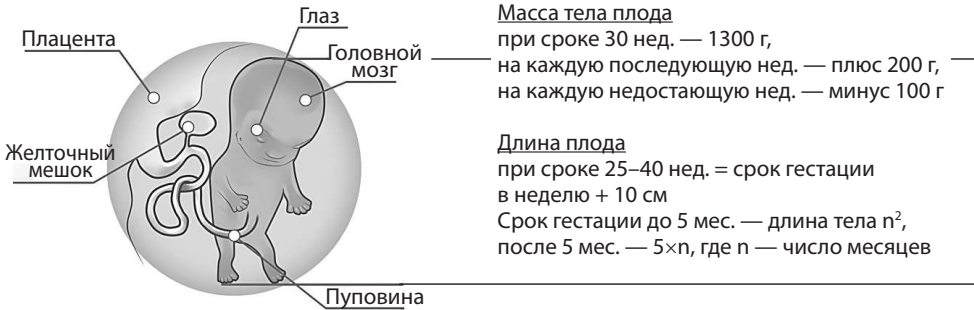 Глаз
Плацента
Головной
мозг
Желточный
мешок
Пуповина
Масса тела плода
при сроке 30 нед. — 1300 г,
на каждую последующую нед. — плюс 200 г,
на каждую недостающую нед. — минус 100 г
Длина плода
при сроке 25–40 нед. = срок гестации
в неделю + 10 см
Срок гестации до 5 мес. — длина тела n²,
после 5 мес. — 5×n, где n — число месяцев